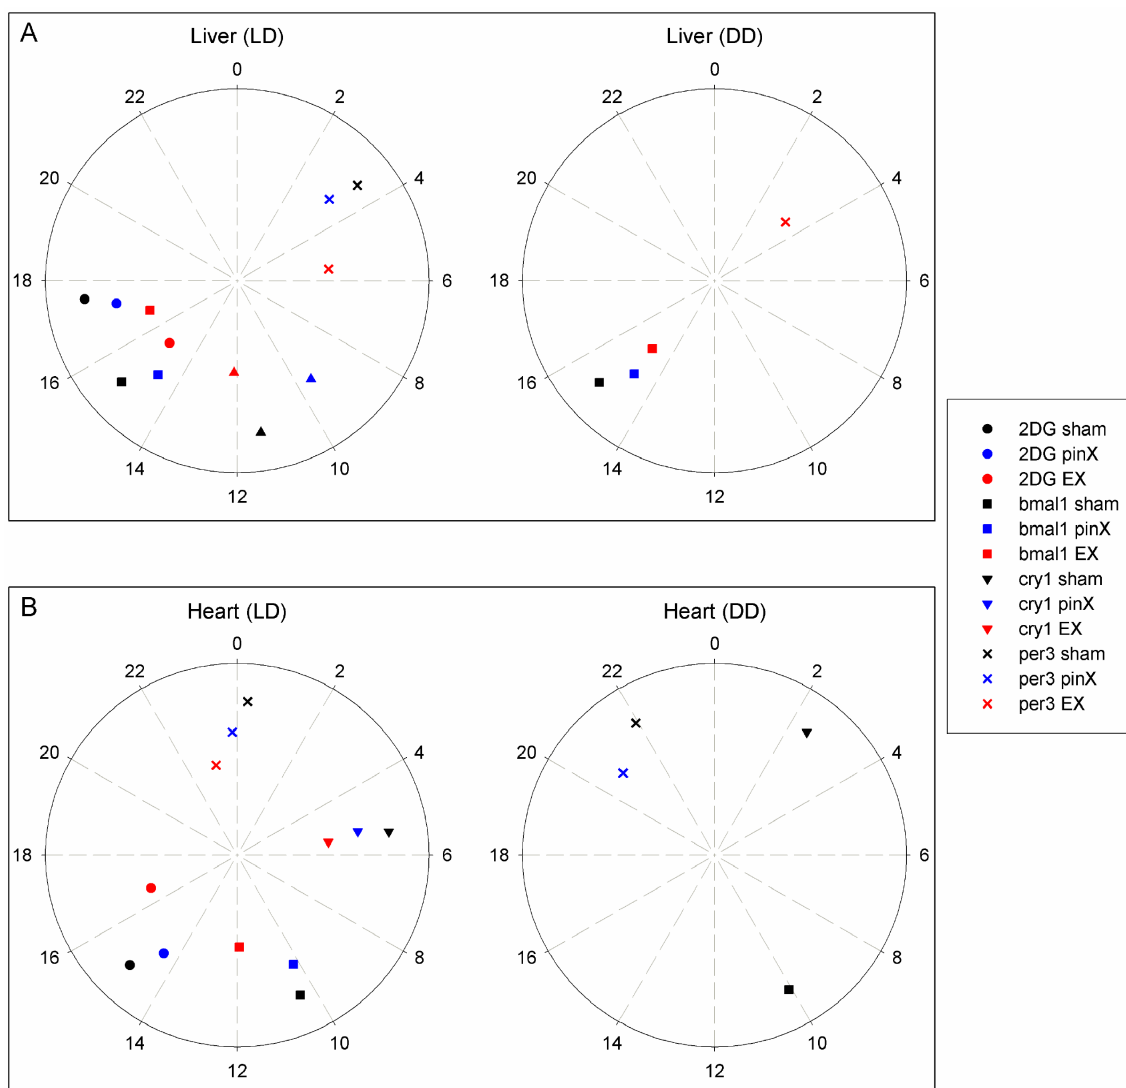 A
Liver (LD)
Liver (DD)
0
2
4
6
8
10
12
14
16
18
20
22
0
2
4
6
8
10
12
14
16
18
20
22
2DG sham
2DG pinX
2DG EX
bmal1 sham
bmal1 pinX
bmal1 EX
cry1 sham
cry1 pinX
cry1 EX
per3 sham
per3 pinX
per3 EX
B
Heart (LD)
Heart (DD)
0
2
4
6
8
10
12
14
16
18
20
22
0
2
4
6
8
10
12
14
16
18
20
22